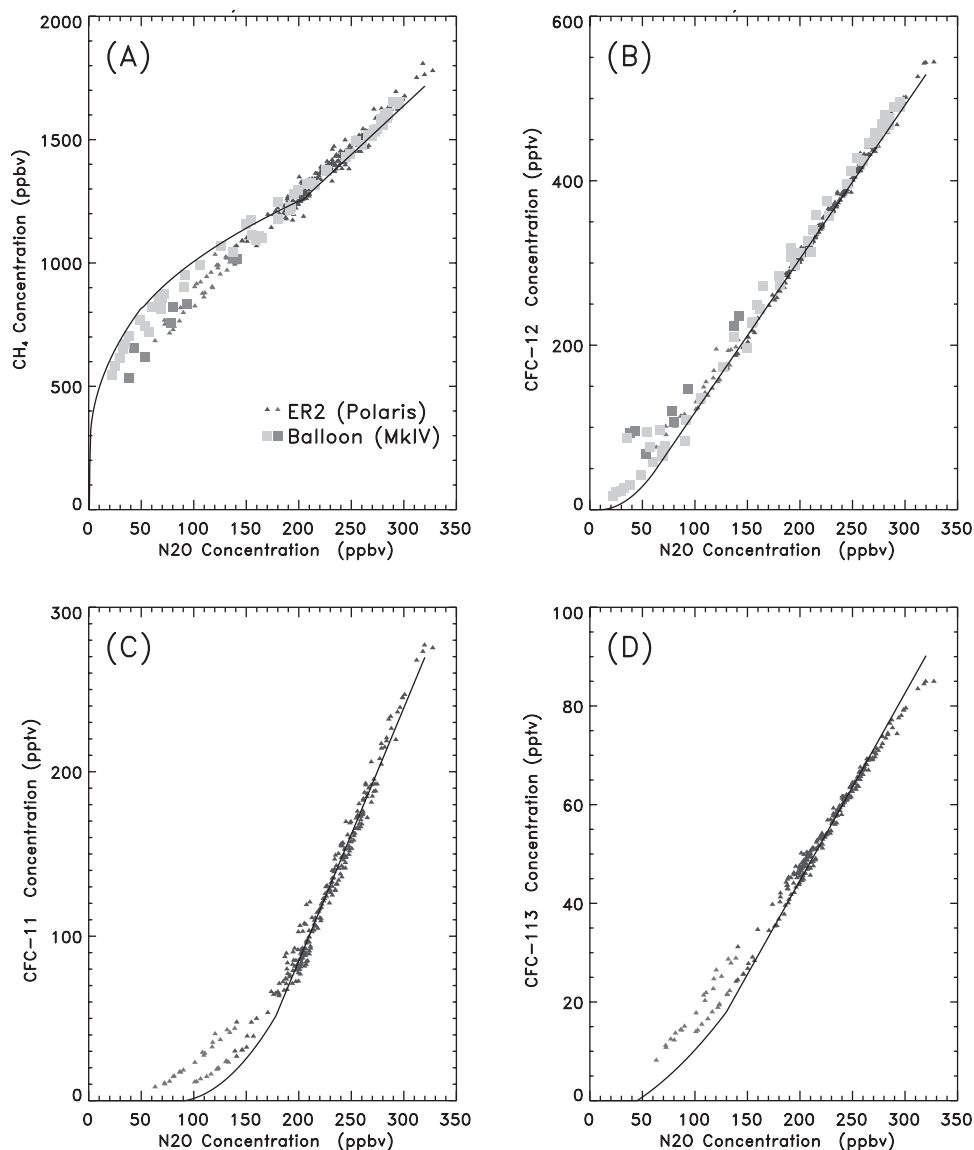 (A)
2000
1500
1000
500
0
CH₄ Concentration (ppbv)
ER2 (Polaris)
Balloon (MkIV)
0 50 100 150 200 250 300 350
N2O Concentration (ppbv)
(B)
600
400
200
0
CFC-12 Concentration (pptv)
0 50 100 150 200 250 300 350
N2O Concentration (ppbv)
(C)
300
200
100
0
CFC-11 Concentration (pptv)
0 50 100 150 200 250 300 350
N2O Concentration (ppbv)
(D)
100
80
60
40
20
0
CFC-113 Concentration (pptv)
0 50 100 150 200 250 300 350
N2O Concentration (ppbv)